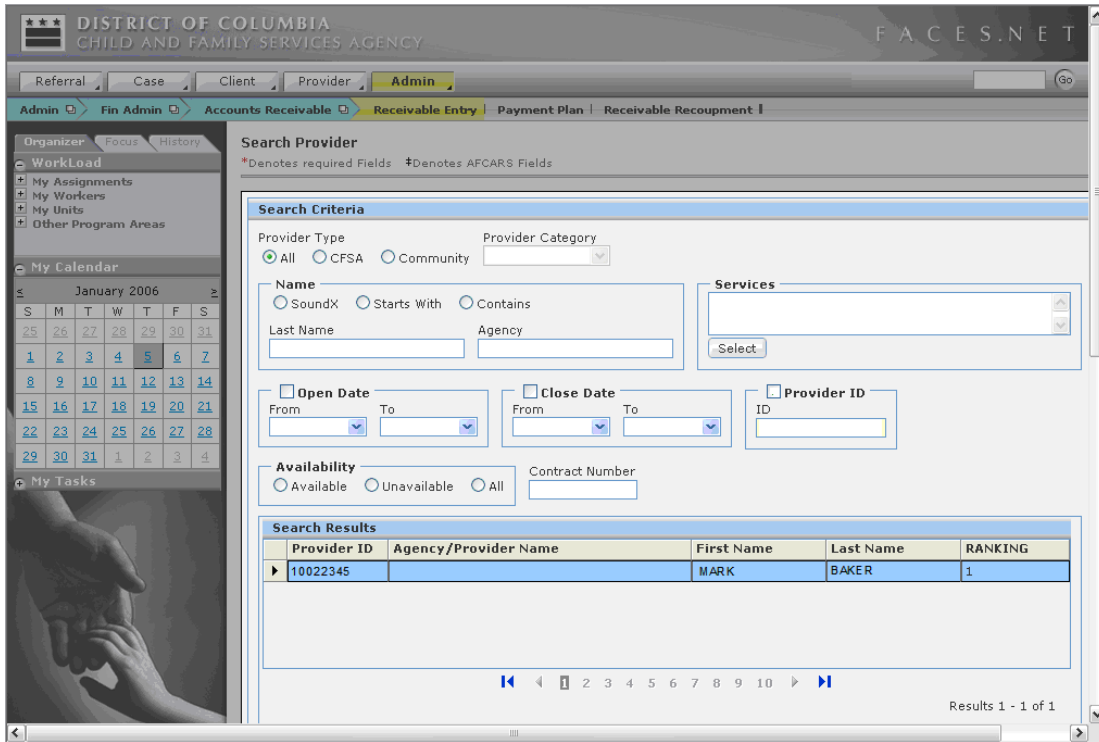 DISTRICT OF COLUMBIA
CHILD AND FAMILY SERVICES AGENCY
FACES.NET
Referral Case Client Provider Admin Go
Admin Fin Admin Accounts Receivable Receivable Entry | Payment Plan | Receivable Recoupment
Organizer Focus History
WorkLoad
My Assignments
My Workers
My Units
Other Program Areas
My Calendar
< January 2006 >
S M T W T F S
25 26 27 28 29 30 31
1 2 3 4 5 6 7
8 9 10 11 12 13 14
15 16 17 18 19 20 21
22 23 24 25 26 27 28
29 30 31 1 2 3 4
My Tasks
Search Provider
*Denotes required Fields ‡Denotes AFCARS Fields
Search Criteria
Provider Type Provider Category
All CFSA Community
Name
SoundX Starts With Contains
Last Name Agency
Services
Select
Open Date
From To
Close Date
From To
Provider ID
ID
Availability
Available Unavailable All
Contract Number
Search Results
Provider ID Agency/Provider Name First Name Last Name RANKING
10022345 MARK BAKER 1
1 2 3 4 5 6 7 8 9 10
Results 1 - 1 of 1